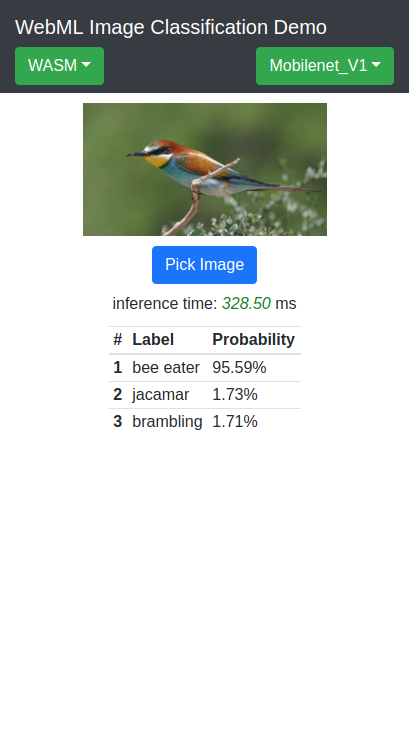 WebML Image Classification Demo
WASM Mobilenet_V1
Pick Image
inference time: 328.50 ms
# Label Probability
1 bee eater 95.59%
2 jacamar 1.73%
3 brambling 1.71%